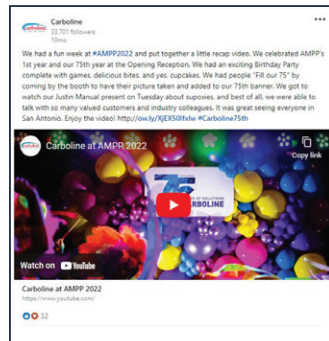 Carboline
33,701 followers
10mo
We had a fun week at #AMPP2022 and put together a little recap video. We celebrated AMPP's
1st year and our 75th year at the Opening Reception. We had an exciting Birthday Party
complete with games, delicious bites, and yes, cupcakes. We had people "Fill our 75" by
coming by the booth to have their picture taken and added to our 75th banner. We got to
watch our Justin Manual present on Tuesday about supoxies, and best of all, we were able to
talk with so many valued customers and industry colleagues. It was great seeing everyone in
San Antonio. Enjoy the video! #Carboline75th
Carboline at AMPP 2022
Copy link
75
OF SOLUTIONS
CARBOLINE
Watch on YouTube
Carboline at AMPP 2022
https://www.youtube.com/
32